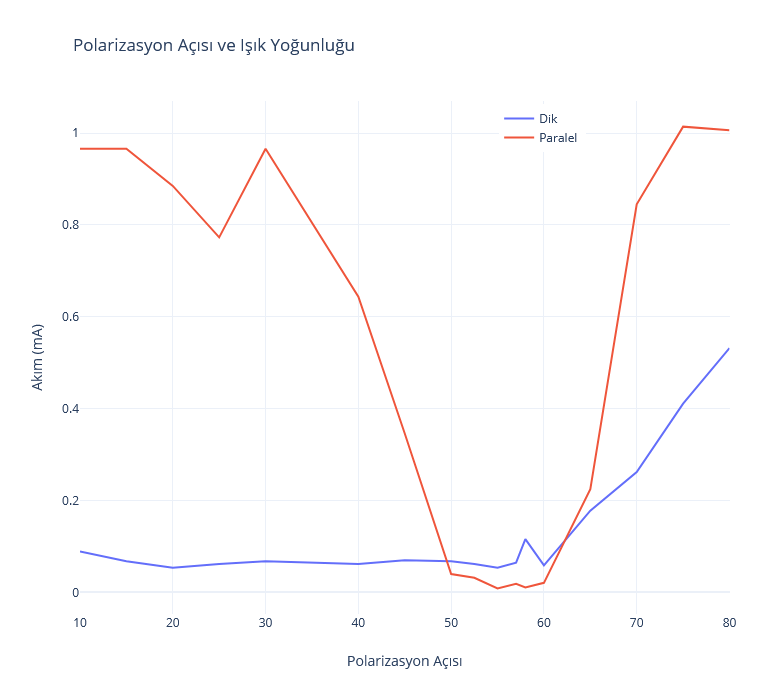 Polarizasyon Açısı ve Işık Yoğunluğu
Dik
Paralel
Akım (mA)
1
0.8
0.6
0.4
0.2
0
10 20 30 40 50 60 70 80
Polarizasyon Açısı